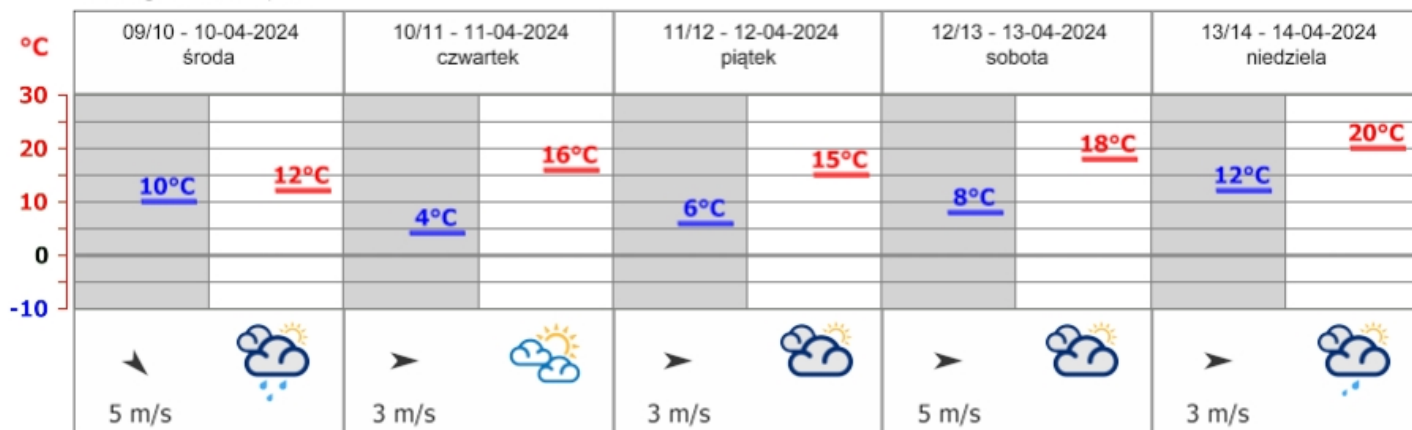 °C
09/10 - 10-04-2024
środa
10/11 - 11-04-2024
czwartek
11/12 - 12-04-2024
piątek
12/13 - 13-04-2024
sobota
13/14 - 14-04-2024
niedziela
30
20
10
0
-10
10°C
12°C
4°C
16°C
6°C
15°C
8°C
18°C
12°C
20°C
5 m/s
3 m/s
3 m/s
5 m/s
3 m/s